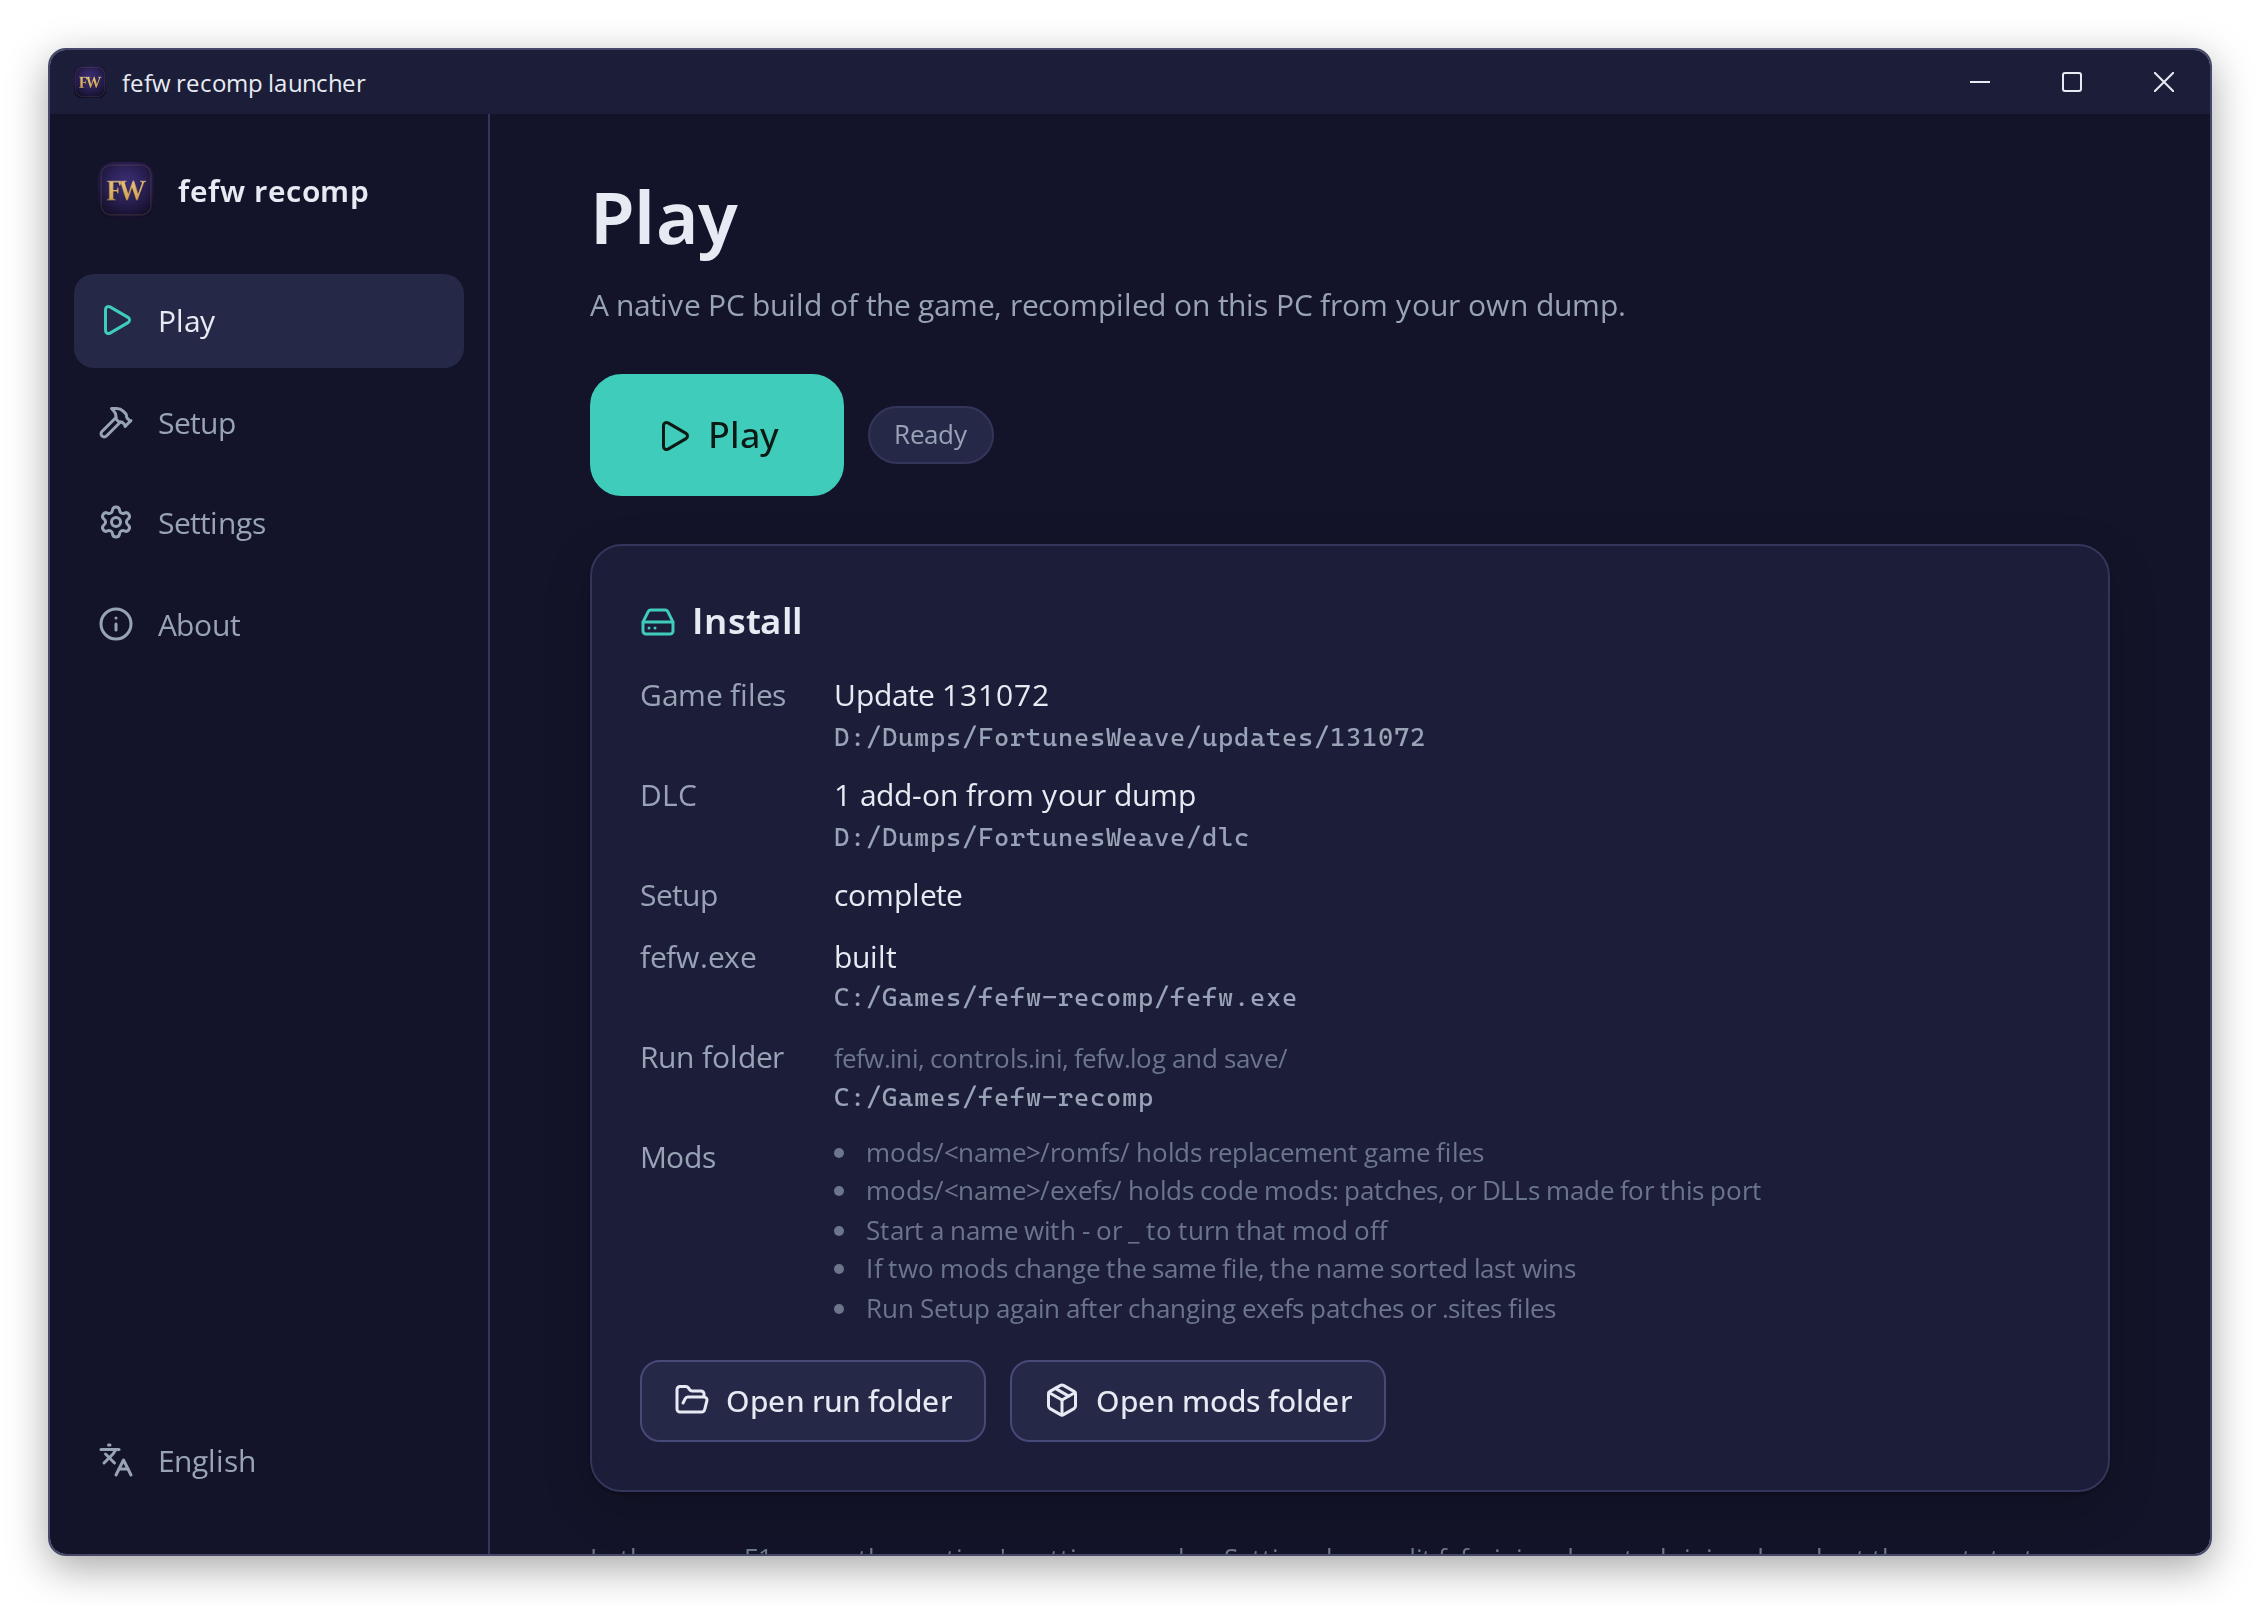 FW fefw recomp launcher
FW fefw recomp
Play
Setup
Settings
About
English
Play
A native PC build of the game, recompiled on this PC from your own dump.
Play Ready
Install
Game files Update 131072
D:/Dumps/FortunesWeave/updates/131072
DLC 1 add-on from your dump
D:/Dumps/FortunesWeave/dlc
Setup complete
fefw.exe built
C:/Games/fefw-recomp/fefw.exe
Run folder fefw.ini, controls.ini, fefw.log and save/
C:/Games/fefw-recomp
Mods
• mods/<name>/romfs/ holds replacement game files
• mods/<name>/exefs/ holds code mods: patches, or DLLs made for this port
• Start a name with - or _ to turn that mod off
• If two mods change the same file, the name sorted last wins
• Run Setup again after changing exefs patches or .sites files
Open run folder Open mods folder